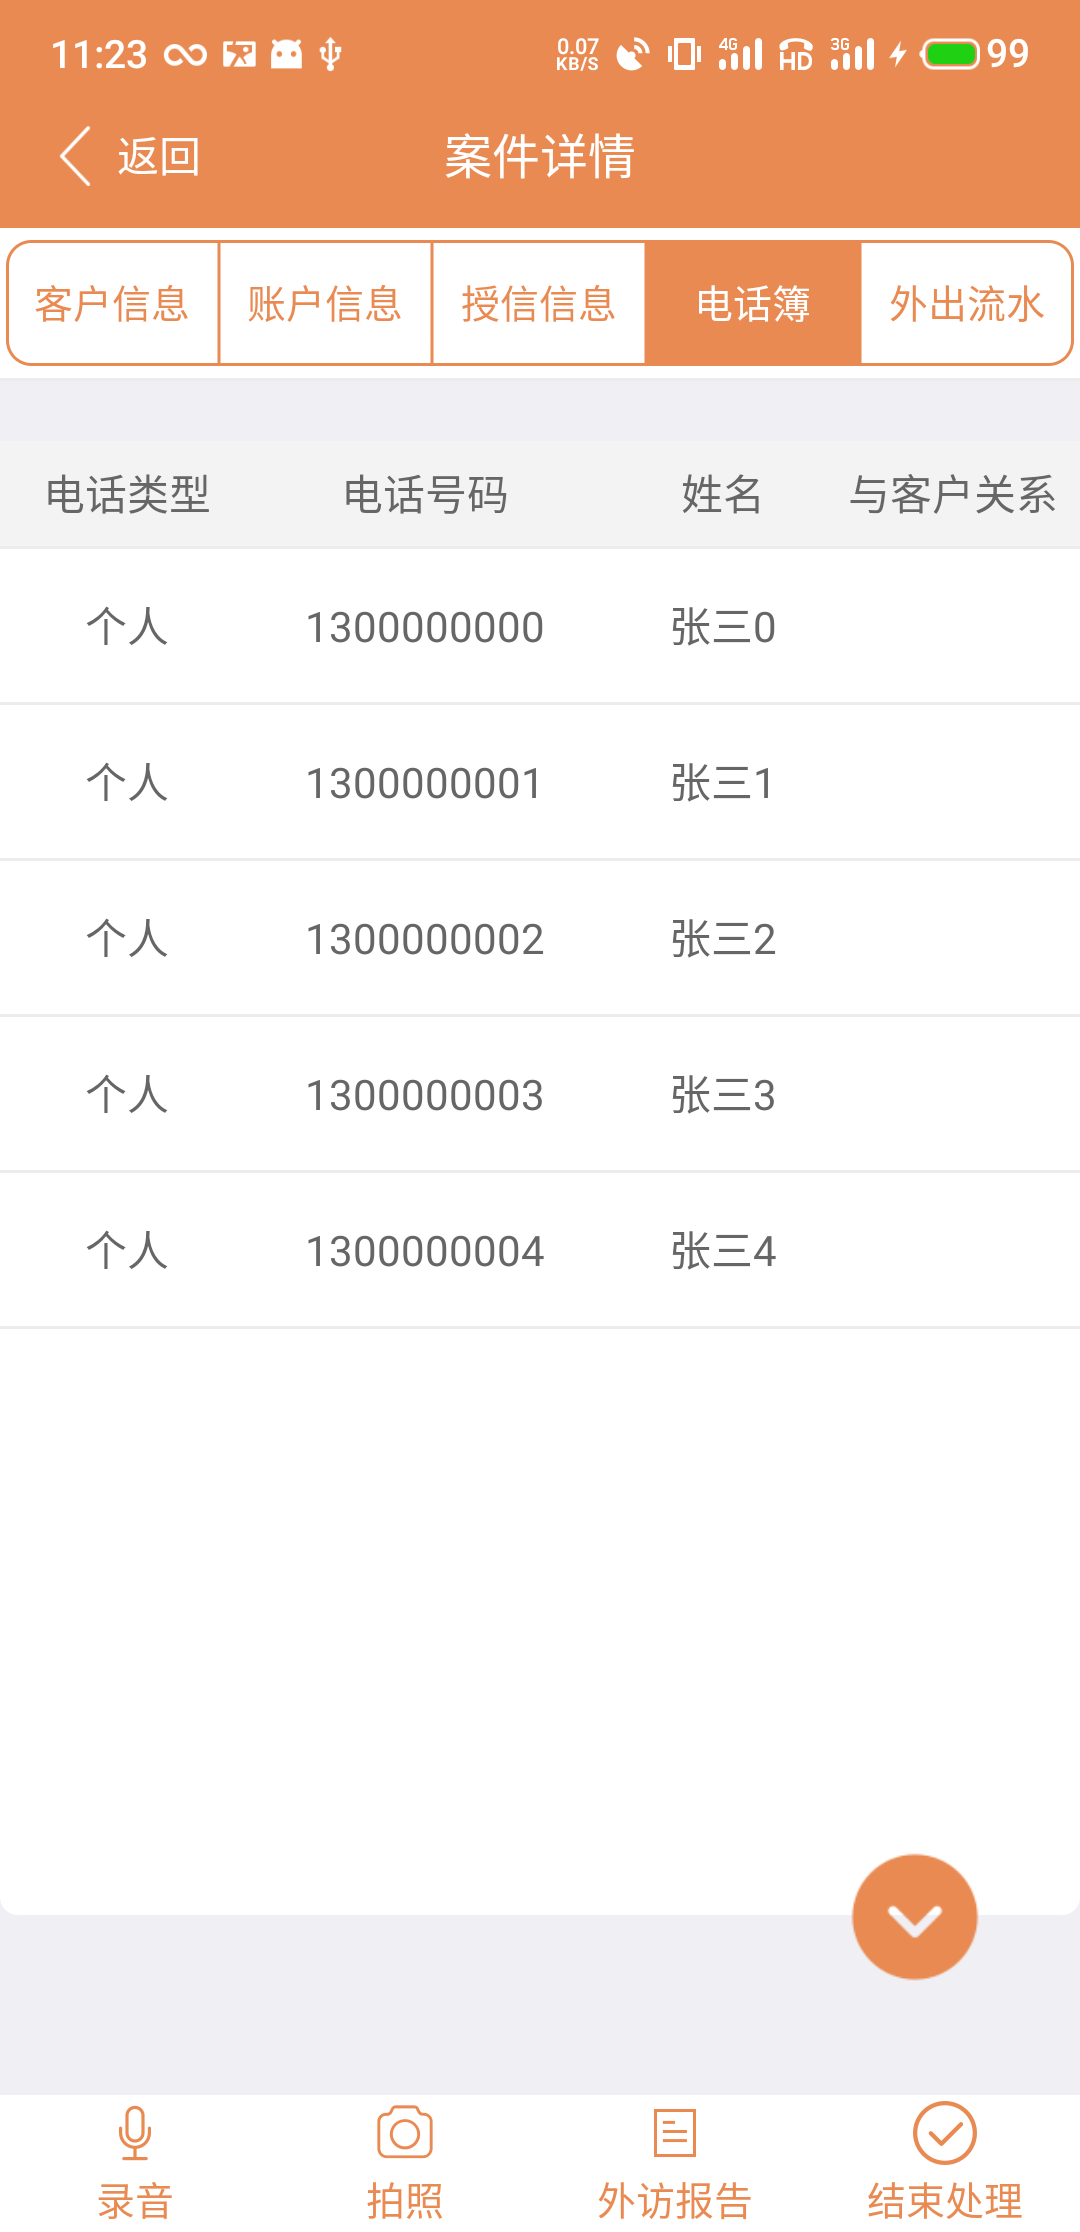 11:23 0.07 KB/S 4G HD 3G 99
返回 案件详情
客户信息 账户信息 授信信息 电话簿 外出流水
电话类型 电话号码 姓名 与客户关系
个人 1300000000 张三0
个人 1300000001 张三1
个人 1300000002 张三2
个人 1300000003 张三3
个人 1300000004 张三4
录音 拍照 外访报告 结束处理